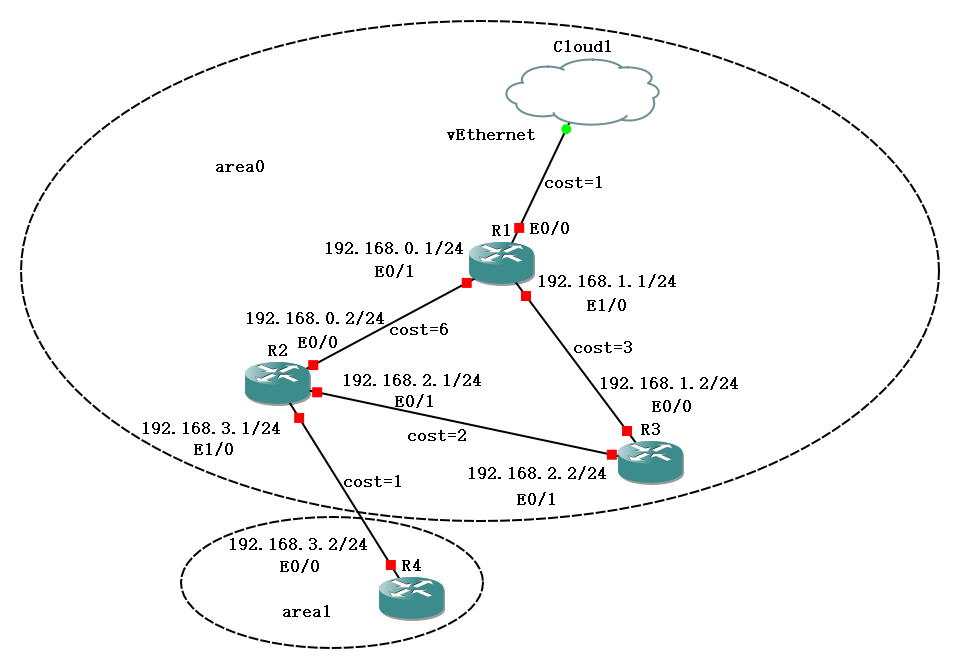 Cloud1
vEthernet
area0
cost=1
R1
E0/0
192.168.0.1/24
E0/1
192.168.1.1/24
E1/0
192.168.0.2/24
E0/0
cost=6
cost=3
R2
192.168.2.1/24
E0/1
192.168.1.2/24
E0/0
192.168.3.1/24
E1/0
cost=2
R3
192.168.2.2/24
E0/1
cost=1
192.168.3.2/24
E0/0
R4
area1